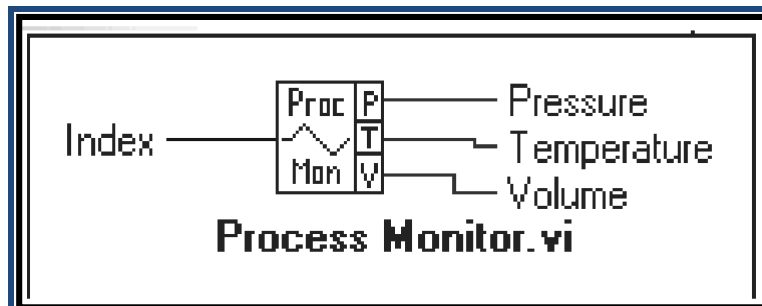 Proc P
Pressure
Index
T
Temperature
Mon V
Volume
Process Monitor.vi